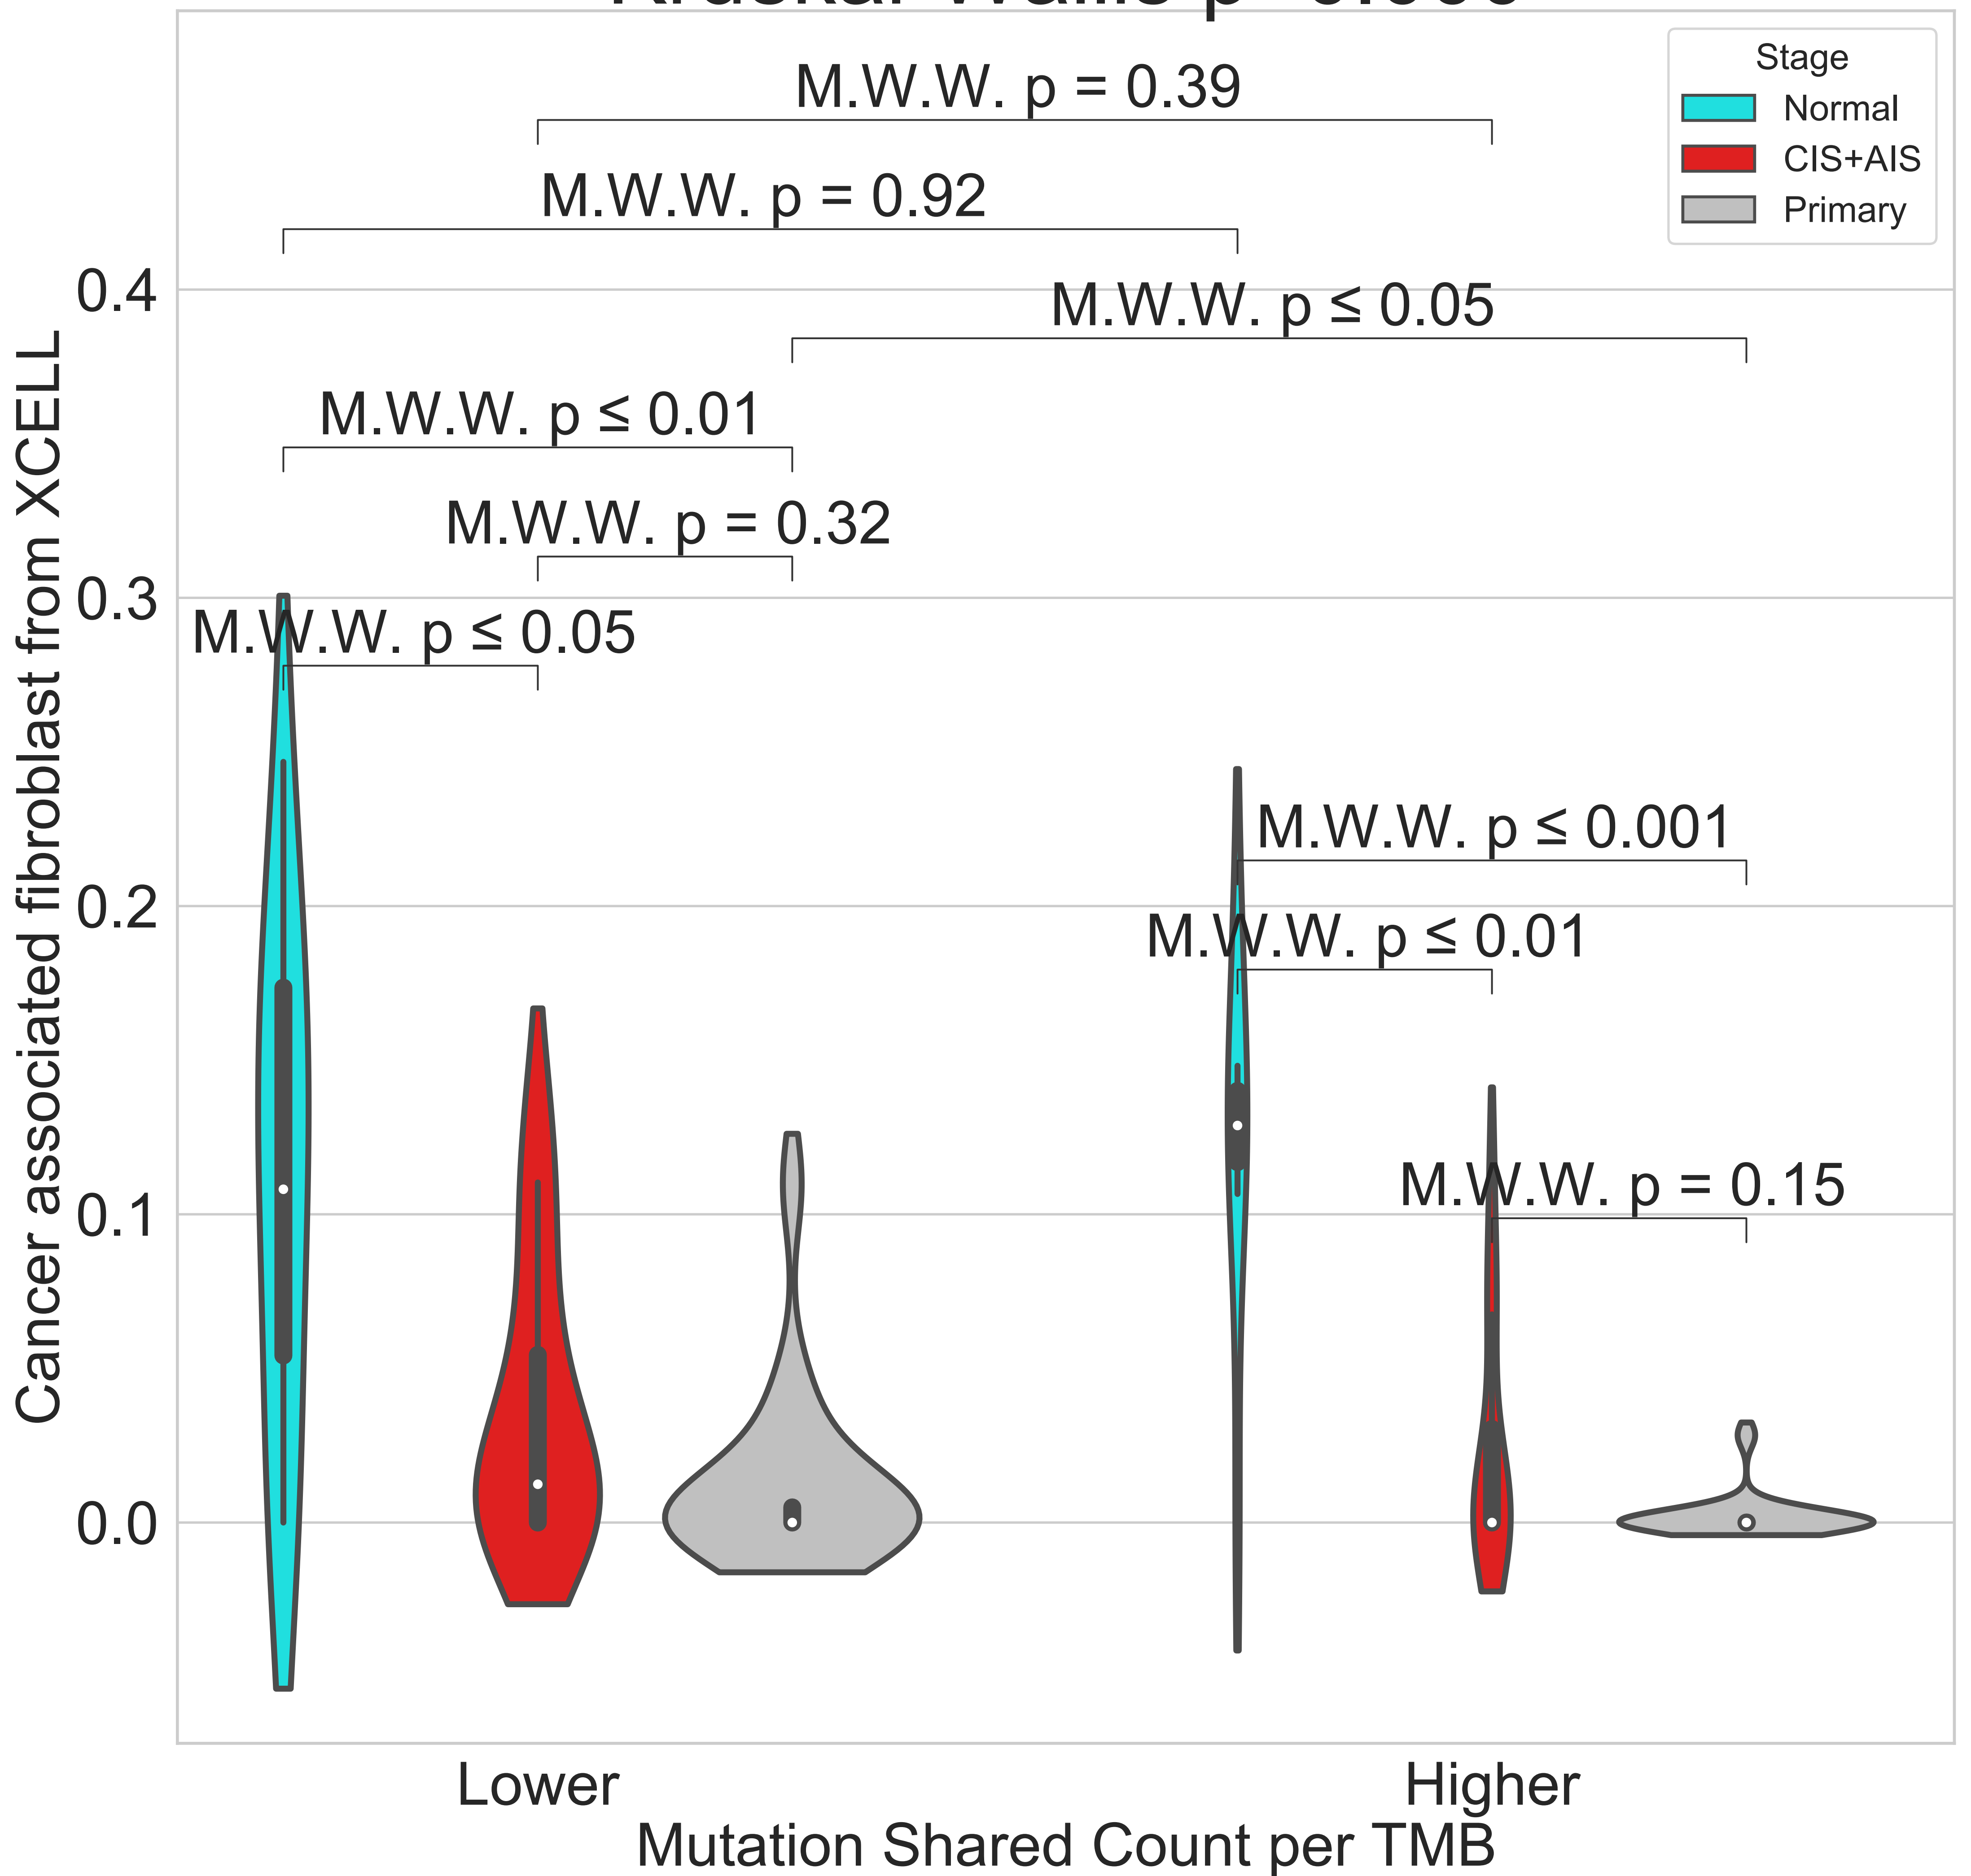 Stage
Normal
CIS+AIS
Primary
M.W.W. p = 0.39
M.W.W. p = 0.92
M.W.W. p ≤ 0.05
M.W.W. p ≤ 0.01
M.W.W. p = 0.32
M.W.W. p ≤ 0.05
M.W.W. p ≤ 0.001
M.W.W. p ≤ 0.01
M.W.W. p = 0.15
0.4
0.3
0.2
0.1
0.0
Cancer associated fibroblast from XCELL
Lower
Higher
Mutation Shared Count per TMB